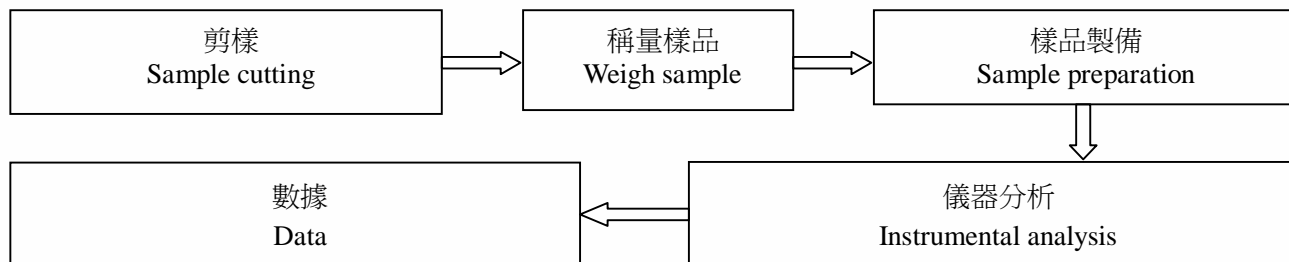 剪樣
Sample cutting
稱量樣品
Weigh sample
樣品製備
Sample preparation
儀器分析
Instrumental analysis
數據
Data